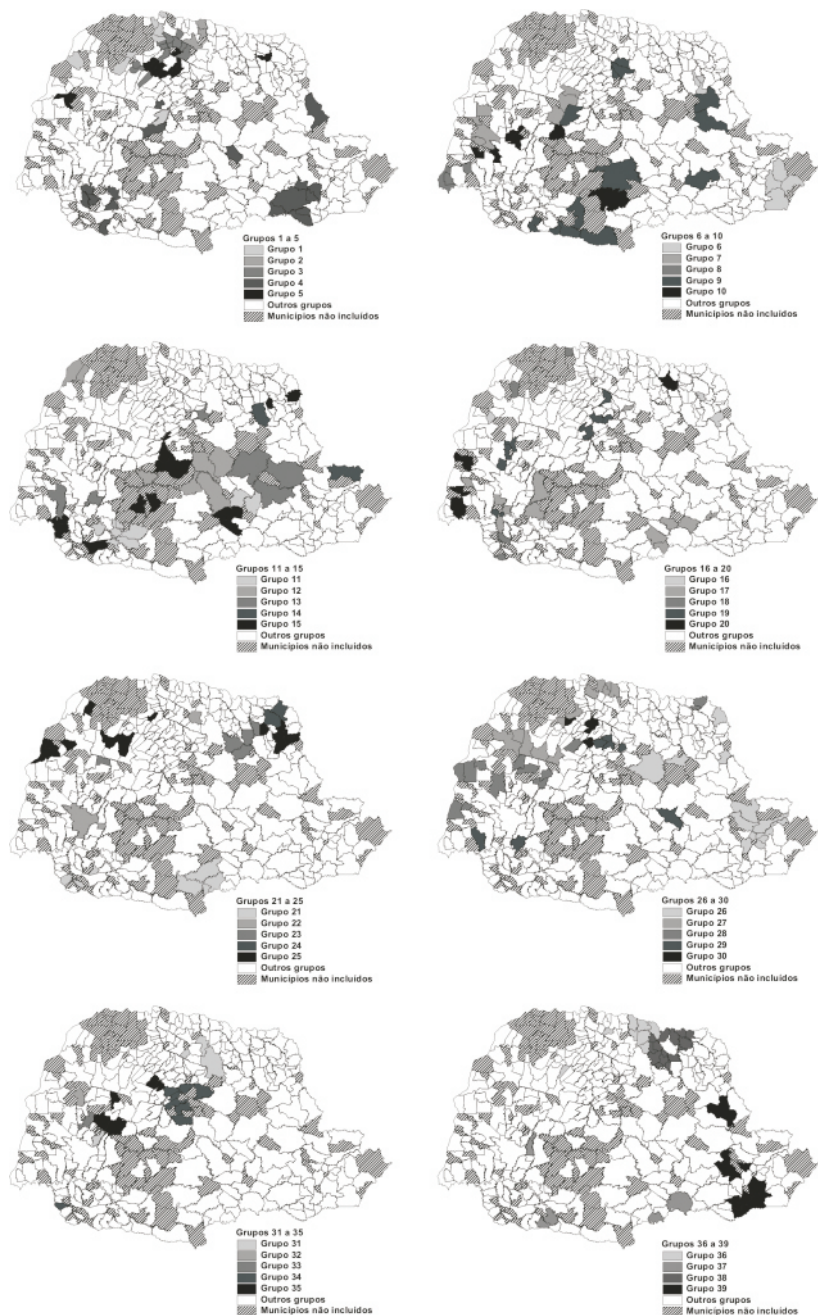 Grupos 1 a 5
Grupo 1
Grupo 2
Grupo 3
Grupo 4
Grupo 5
Outros grupos
Municípios não incluídos
Grupos 6 a 10
Grupo 6
Grupo 7
Grupo 8
Grupo 9
Grupo 10
Outros grupos
Municípios não incluídos
Grupos 11 a 15
Grupo 11
Grupo 12
Grupo 13
Grupo 14
Grupo 15
Outros grupos
Municípios não incluídos
Grupos 16 a 20
Grupo 16
Grupo 17
Grupo 18
Grupo 19
Grupo 20
Outros grupos
Municípios não incluídos
Grupos 21 a 25
Grupo 21
Grupo 22
Grupo 23
Grupo 24
Grupo 25
Outros grupos
Municípios não incluídos
Grupos 26 a 30
Grupo 26
Grupo 27
Grupo 28
Grupo 29
Grupo 30
Outros grupos
Municípios não incluídos
Grupos 31 a 35
Grupo 31
Grupo 32
Grupo 33
Grupo 34
Grupo 35
Outros grupos
Municípios não incluídos
Grupos 36 a 39
Grupo 36
Grupo 37
Grupo 38
Grupo 39
Outros grupos
Municípios não incluídos